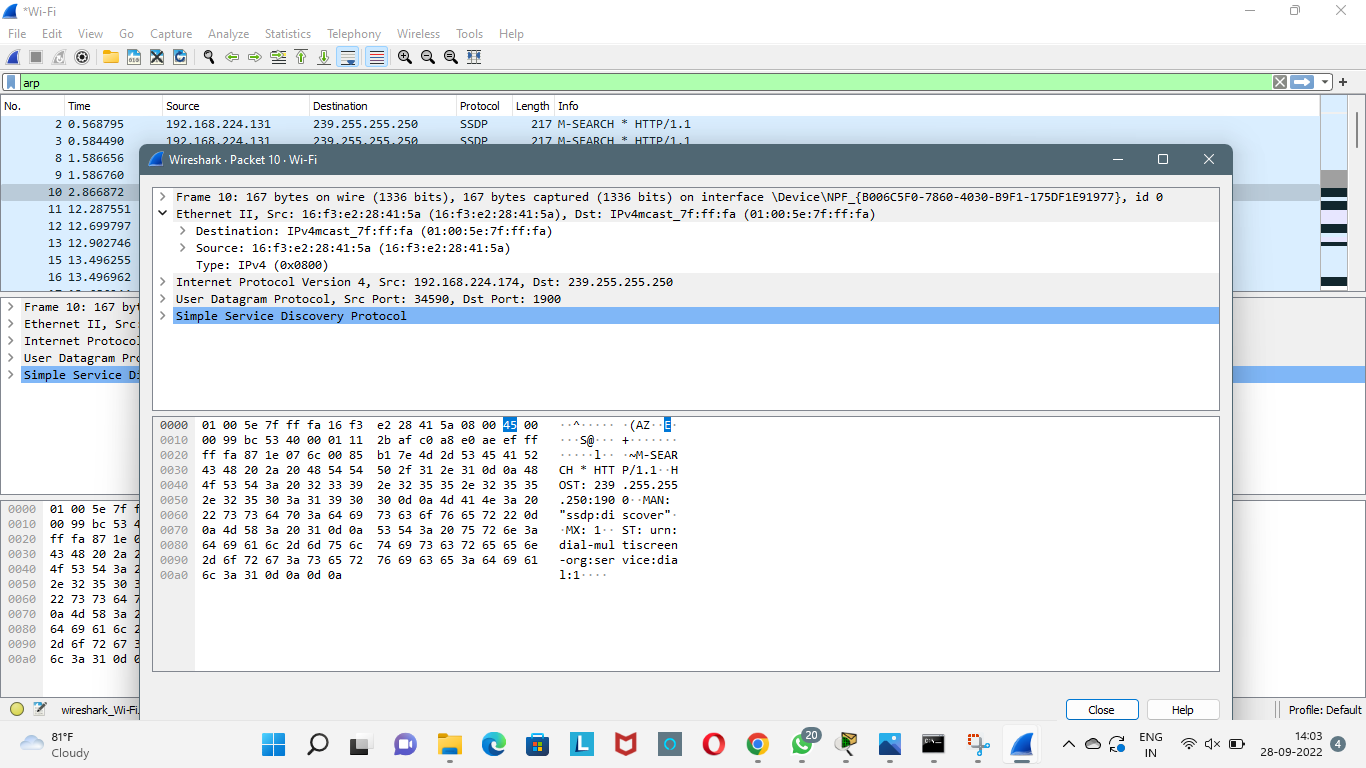 *Wi-Fi
File Edit View Go Capture Analyze Statistics Telephony Wireless Tools Help
arp
No. Time Source Destination Protocol Length Info
2 0.568795 192.168.224.131 239.255.255.250 SSDP 217 M-SEARCH * HTTP/1.1
3 0.584490 192.168.224.131 239.255.255.250 SSDP 217 M-SEARCH * HTTP/1.1
8 1.586656
9 1.586760
10 2.866872
11 12.287551
12 12.699797
13 12.902746
15 13.496255
16 13.496962
Wireshark · Packet 10 · Wi-Fi
Frame 10: 167 bytes on wire (1336 bits), 167 bytes captured (1336 bits) on interface \Device\NPF_{B006C5F0-7860-4030-B9F1-175DF1E91977}, id 0
Ethernet II, Src: 16:f3:e2:28:41:5a (16:f3:e2:28:41:5a), Dst: IPv4mcast_7f:ff:fa (01:00:5e:7f:ff:fa)
Destination: IPv4mcast_7f:ff:fa (01:00:5e:7f:ff:fa)
Source: 16:f3:e2:28:41:5a (16:f3:e2:28:41:5a)
Type: IPv4 (0x0800)
Internet Protocol Version 4, Src: 192.168.224.174, Dst: 239.255.255.250
User Datagram Protocol, Src Port: 34590, Dst Port: 1900
Simple Service Discovery Protocol
0000 01 00 5e 7f ff fa 16 f3 e2 28 41 5a 08 00 45 00 ··^····· ·(AZ··E·
0010 00 99 bc 53 40 00 01 11 2b af c0 a8 e0 ae ef ff ···S@··· +·······
0020 ff fa 87 1e 07 6c 00 85 b1 7e 4d 2d 53 45 41 52 ·····l·· ·~M-SEAR
0030 43 48 20 2a 20 48 54 54 50 2f 31 2e 31 0d 0a 48 CH * HTT P/1.1··H
0040 4f 53 54 3a 20 32 33 39 2e 32 35 35 2e 32 35 35 OST: 239 .255.255
0050 2e 32 35 30 3a 31 39 30 30 0d 0a 4d 41 4e 3a 20 .250:190 0··MAN:
0060 22 73 73 64 70 3a 64 69 73 63 6f 76 65 72 22 0d "ssdp:di scover"·
0070 0a 4d 58 3a 20 31 0d 0a 53 54 3a 20 75 72 6e 3a ·MX: 1·· ST: urn:
0080 64 69 61 6c 2d 6d 75 6c 74 69 73 63 72 65 65 6e dial-mul tiscreen
0090 2d 6f 72 67 3a 73 65 72 76 69 63 65 3a 64 69 61 -org:ser vice:dia
00a0 6c 3a 31 0d 0a 0d 0a l:1····
Close Help
Frame 10: 167 byt
Ethernet II, Src:
Internet Protocol
User Datagram Pro
Simple Service Di
0000 01 00 5e 7f f
0010 00 99 bc 53 4
0020 ff fa 87 1e 0
0030 43 48 20 2a 2
0040 4f 53 54 3a 2
0050 2e 32 35 30 3
0060 22 73 73 64 7
0070 0a 4d 58 3a 2
0080 64 69 61 6c 2
0090 2d 6f 72 67 3
00a0 6c 3a 31 0d 0
wireshark_Wi-Fi
Profile: Default
81°F
Cloudy
L
20
ENG
IN
14:03
28-09-2022
4